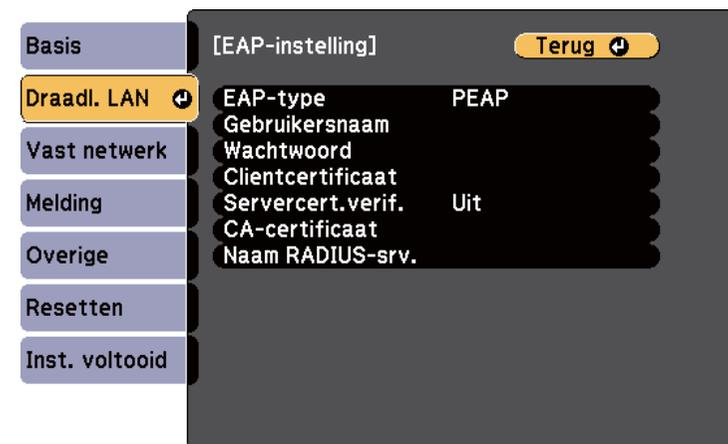 Basis
Draadl. LAN
Vast netwerk
Melding
Overige
Resetten
Inst. voltooid
[EAP-instelling]
Terug
EAP-type PEAP
Gebruikersnaam
Wachtwoord
Clientcertificaat
Servercert.verif. Uit
CA-certificaat
Naam RADIUS-srv.